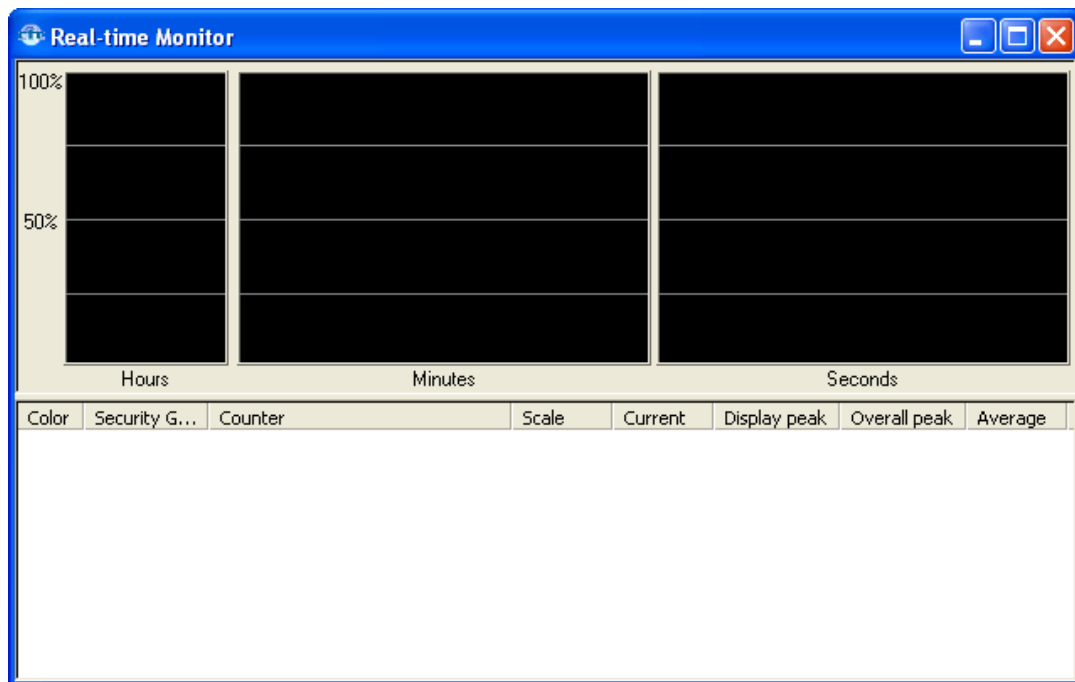 Real-time Monitor
100%
50%
Hours Minutes Seconds
Color Security G... Counter Scale Current Display peak Overall peak Average